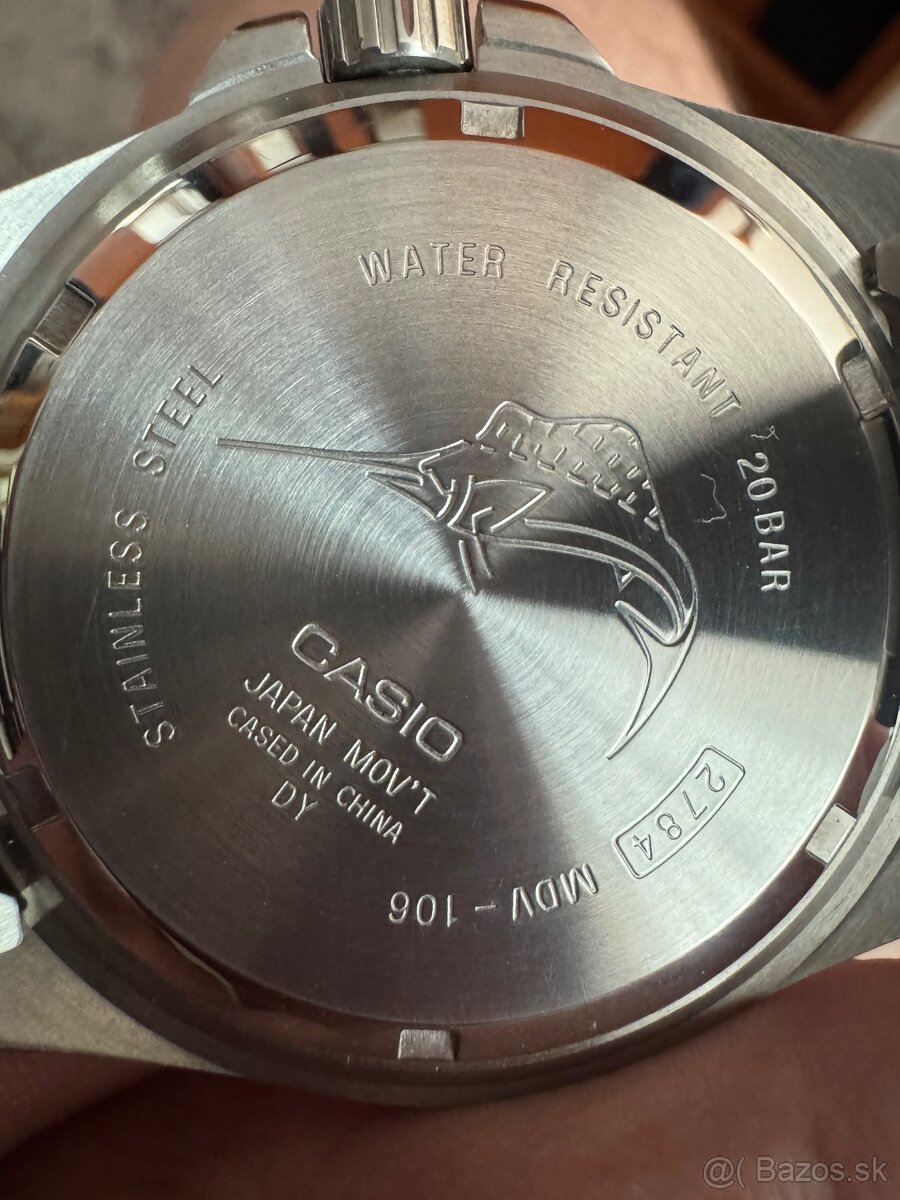 WATER RESISTANT 20 BAR
STAINLESS STEEL
CASIO
JAPAN MOV'T
CASED IN CHINA
DY
2784
MDV-106
@( Bazos.sk